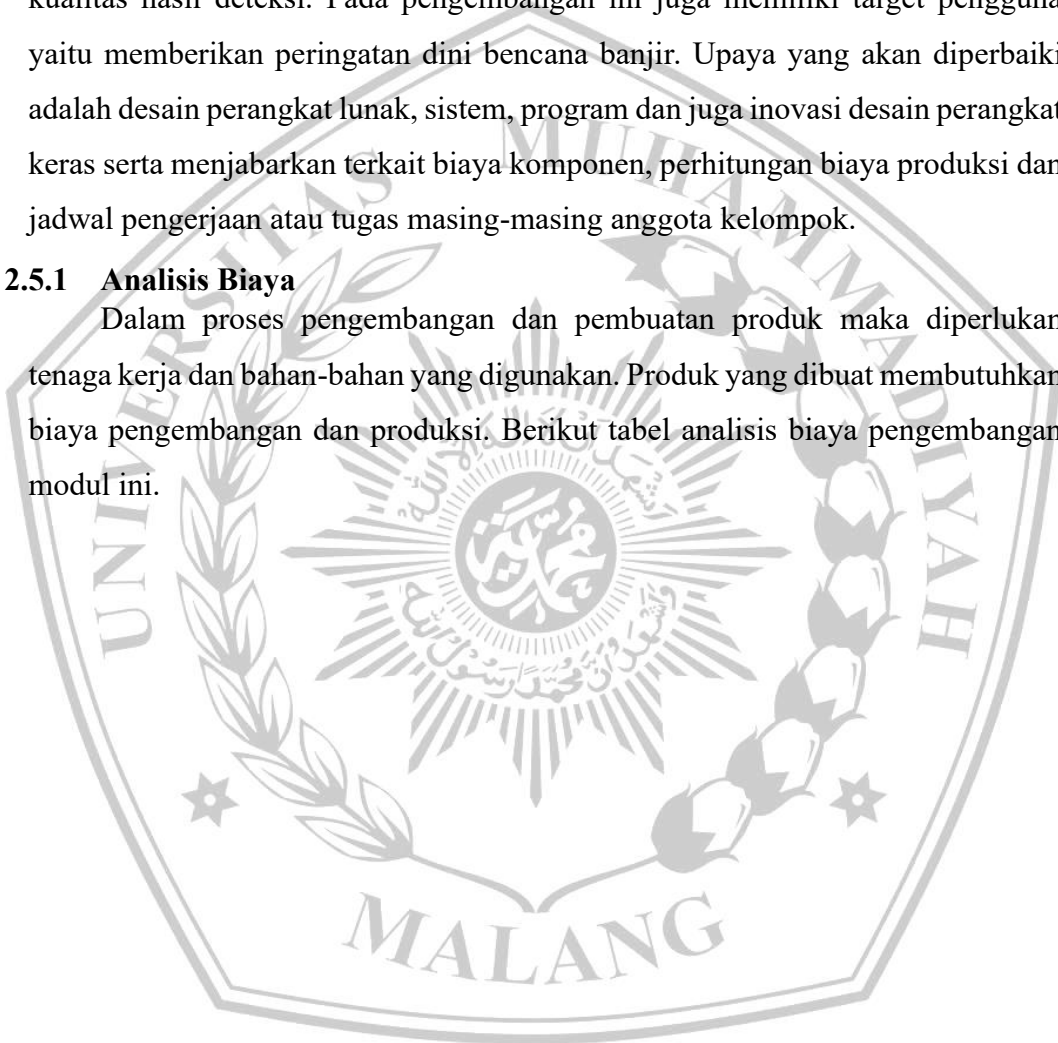 kualitas hasil deteksi. Pada pengembangan ini juga memiliki target pengguna
yaitu memberikan peringatan dini bencana banjir. Upaya yang akan diperbaiki
adalah desain perangkat lunak, sistem, program dan juga inovasi desain perangkat
keras serta menjabarkan terkait biaya komponen, perhitungan biaya produksi dan
jadwal pengerjaan atau tugas masing-masing anggota kelompok.
2.5.1 Analisis Biaya
Dalam proses pengembangan dan pembuatan produk maka diperlukan
tenaga kerja dan bahan-bahan yang digunakan. Produk yang dibuat membutuhkan
biaya pengembangan dan produksi. Berikut tabel analisis biaya pengembangan
modul ini.
UNIVERSITAS MUHAMMADIYAH
MALANG